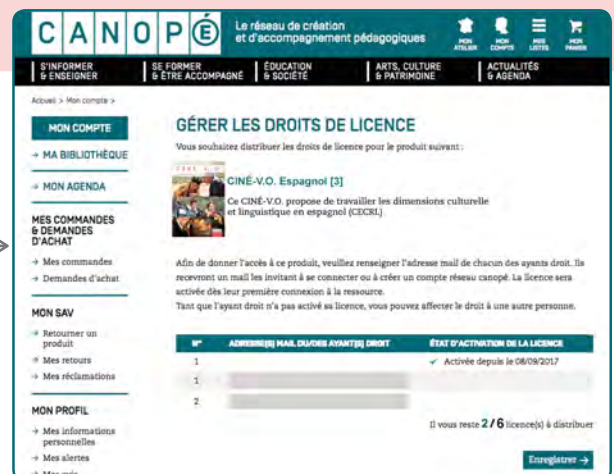 CANOPÉ
Le réseau de création
et d'accompagnement pédagogiques
MON
ATELIER
MON
COMPTE
MES
LISTES
MON
PANIER
S'INFORMER
& ENSEIGNER
SE FORMER
& ÊTRE ACCOMPAGNÉ
ÉDUCATION
& SOCIÉTÉ
ARTS, CULTURE
& PATRIMOINE
ACTUALITÉS
& AGENDA
Accueil > Mon compte >
MON COMPTE
→ MA BIBLIOTHÈQUE
→ MON AGENDA
MES COMMANDES
& DEMANDES
D'ACHAT
→ Mes commandes
→ Demandes d'achat
MON SAV
→ Retourner un
produit
→ Mes retours
→ Mes réclamations
MON PROFIL
→ Mes informations
personnelles
→ Mes alertes
→ Mes avis
GÉRER LES DROITS DE LICENCE
Vous souhaitez distribuer les droits de licence pour le produit suivant :
CINÉ-V.O. Espagnol [3]
Ce CINÉ-V.O. propose de travailler les dimensions culturelle
et linguistique en espagnol (CECRL)
Afin de donner l'accès à ce produit, veuillez renseigner l'adresse mail de chacun des ayants droit. Ils
recevront un mail les invitant à se connecter ou à créer un compte réseau canopé. La licence sera
activée dès leur première connexion à la ressource.
Tant que l'ayant droit n'a pas activé sa licence, vous pouvez affecter le droit à une autre personne.
N° ADRESSE(S) MAIL DU/DES AYANT(S) DROIT ÉTAT D'ACTIVATION DE LA LICENCE
1 ✓ Activée depuis le 08/09/2017
1
2
Il vous reste 2 / 6 licence(s) à distribuer
Enregistrer →